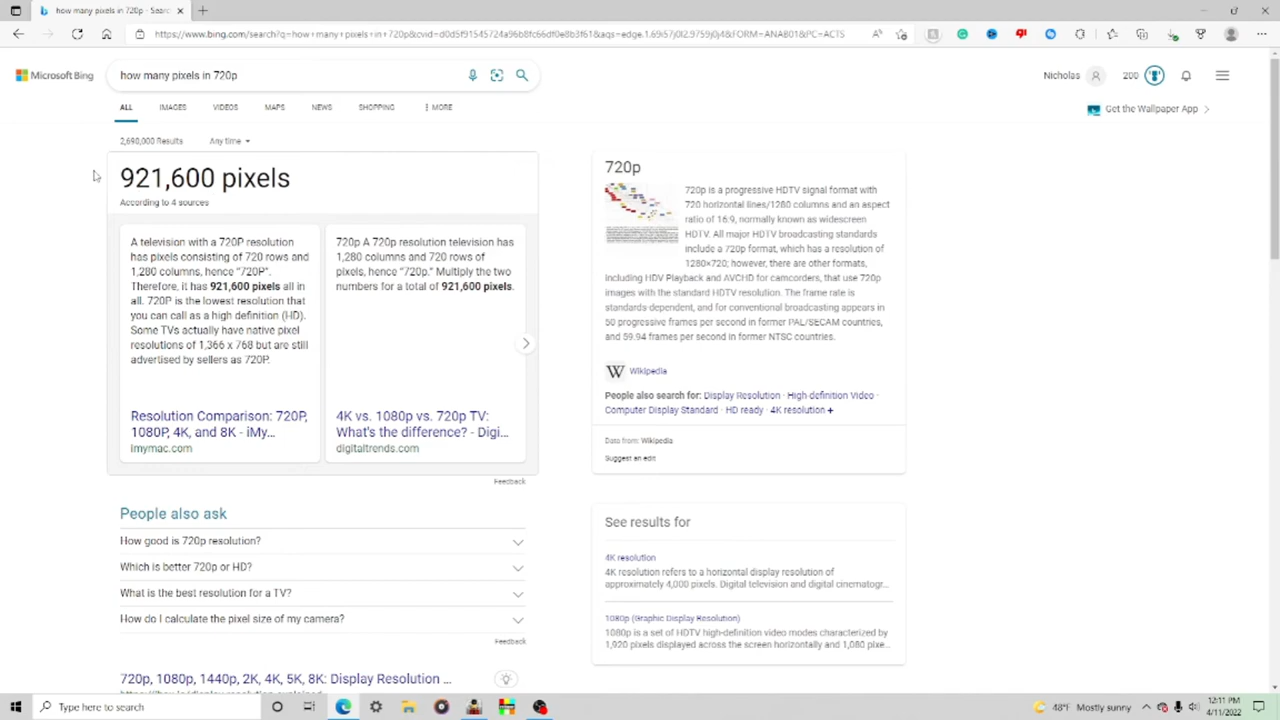 how many pixels in 720p - Searc
https://www.bing.com/search?q=how+many+pixels+in+720p&cvid=d0d5f91545724a96b8fc66df0e8b3f61&aqs=edge.1.69i57j0l2.9759j0j4&FORM=ANAB01&PC=ACTS
Microsoft Bing
how many pixels in 720p
Nicholas
200
ALL
IMAGES
VIDEOS
MAPS
NEWS
SHOPPING
MORE
Get the Wallpaper App
2,690,000 Results
Any time
921,600 pixels
According to 4 sources
A television with a 720P resolution
has pixels consisting of 720 rows and
1,280 columns, hence "720P".
Therefore, it has 921,600 pixels all in
all. 720P is the lowest resolution that
you can call as a high definition (HD).
Some TVs actually have native pixel
resolutions of 1,366 x 768 but are still
advertised by sellers as 720P.
Resolution Comparison: 720P,
1080P, 4K, and 8K - iMy...
imymac.com
720p A 720p resolution television has
1,280 columns and 720 rows of
pixels, hence "720p." Multiply the two
numbers for a total of 921,600 pixels.
4K vs. 1080p vs. 720p TV:
What's the difference? - Digi...
digitaltrends.com
Feedback
People also ask
How good is 720p resolution?
Which is better 720p or HD?
What is the best resolution for a TV?
How do I calculate the pixel size of my camera?
Feedback
720p, 1080p, 1440p, 2K, 4K, 5K, 8K: Display Resolution ...
720p
720p is a progressive HDTV signal format with
720 horizontal lines/1280 columns and an aspect
ratio of 16:9, normally known as widescreen
HDTV. All major HDTV broadcasting standards
include a 720p format, which has a resolution of
1280×720; however, there are other formats,
including HDV Playback and AVCHD for camcorders, that use 720p
images with the standard HDTV resolution. The frame rate is
standards dependent, and for conventional broadcasting appears in
50 progressive frames per second in former PAL/SECAM countries,
and 59.94 frames per second in former NTSC countries.
W Wikipedia
People also search for: Display Resolution · High-definition Video ·
Computer Display Standard · HD ready · 4K resolution +
Data from: Wikipedia
Suggest an edit
See results for
4K resolution
4K resolution refers to a horizontal display resolution of
approximately 4,000 pixels. Digital television and digital cinematogr...
1080p (Graphic Display Resolution)
1080p is a set of HDTV high-definition video modes characterized by
1,920 pixels displayed across the screen horizontally and 1,080 pixe...
Type here to search
48°F Mostly sunny
12:11 PM
4/11/2022